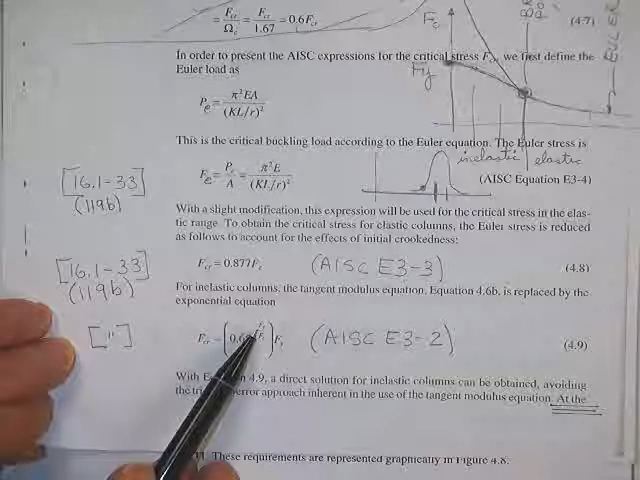 = F_cr/Ω_c = F_cr/1.67 = 0.6F_cr
F_c
(4-7)
In order to present the AISC expressions for the critical stress F_cr, we first define the
Euler load as
Fy
EULER
P_e = π²EA/(KL/r)²
This is the critical buckling load according to the Euler equation. The Euler stress is
inelastic elastic
[16.1-33]
(119b)
F_e = P_e/A = π²E/(KL/r)²
(AISC Equation E3-4)
With a slight modification, this expression will be used for the critical stress in the elas-
tic range. To obtain the critical stress for elastic columns, the Euler stress is reduced
as follows to account for the effects of initial crookedness:
[16.1-33]
(119b)
F_cr = 0.877F_e
(AISC E3-3)
(4.8)
For inelastic columns, the tangent modulus equation, Equation 4.6b, is replaced by the
exponential equation
["]
F_cr
(AISC E3-2)
(4.9)
With 4.9, a direct solution for inelastic columns can be obtained, avoiding
the error approach inherent in the use of the tangent modulus equation. At the
These requirements are represented graphically in Figure 4.8.